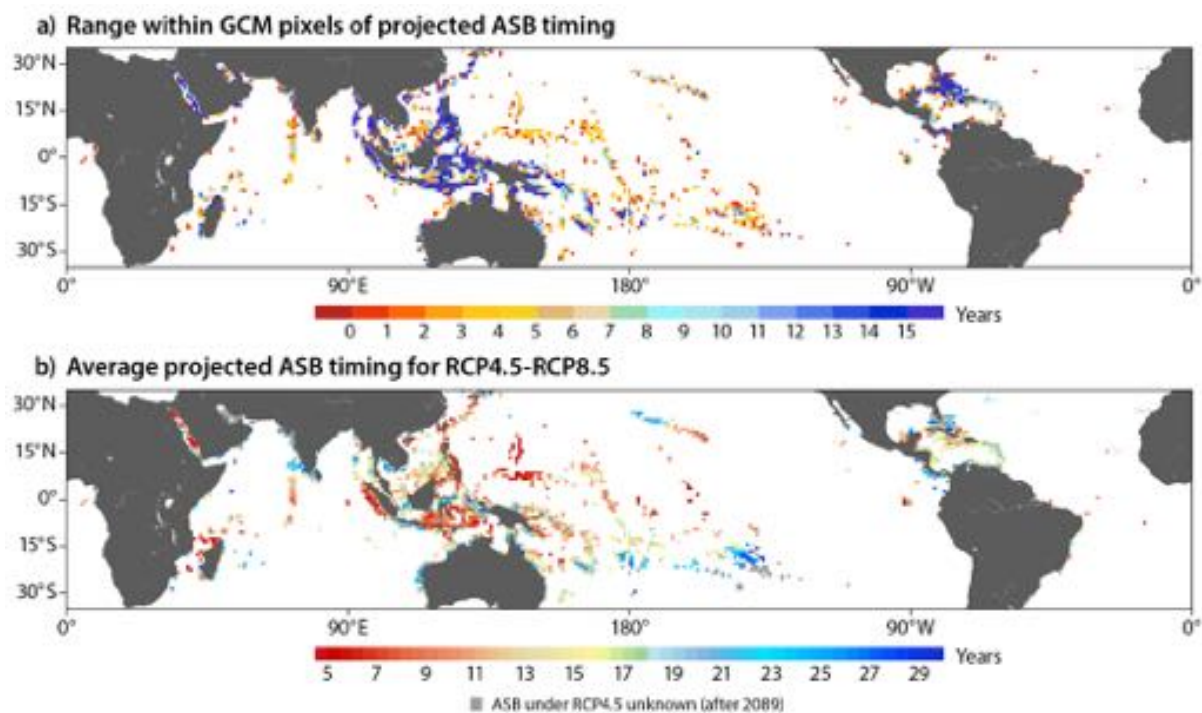 a) Range within GCM pixels of projected ASB timing
30°N
15°N
0°
15°S
30°S
0° 90°E 180° 90°W 0°
0 1 2 3 4 5 6 7 8 9 10 11 12 13 14 15 Years
b) Average projected ASB timing for RCP4.5-RCP8.5
30°N
15°N
0°
15°S
30°S
0° 90°E 180° 90°W 0°
5 7 9 11 13 15 17 19 21 23 25 27 29 Years
ASB under RCP4.5 unknown (after 2089)